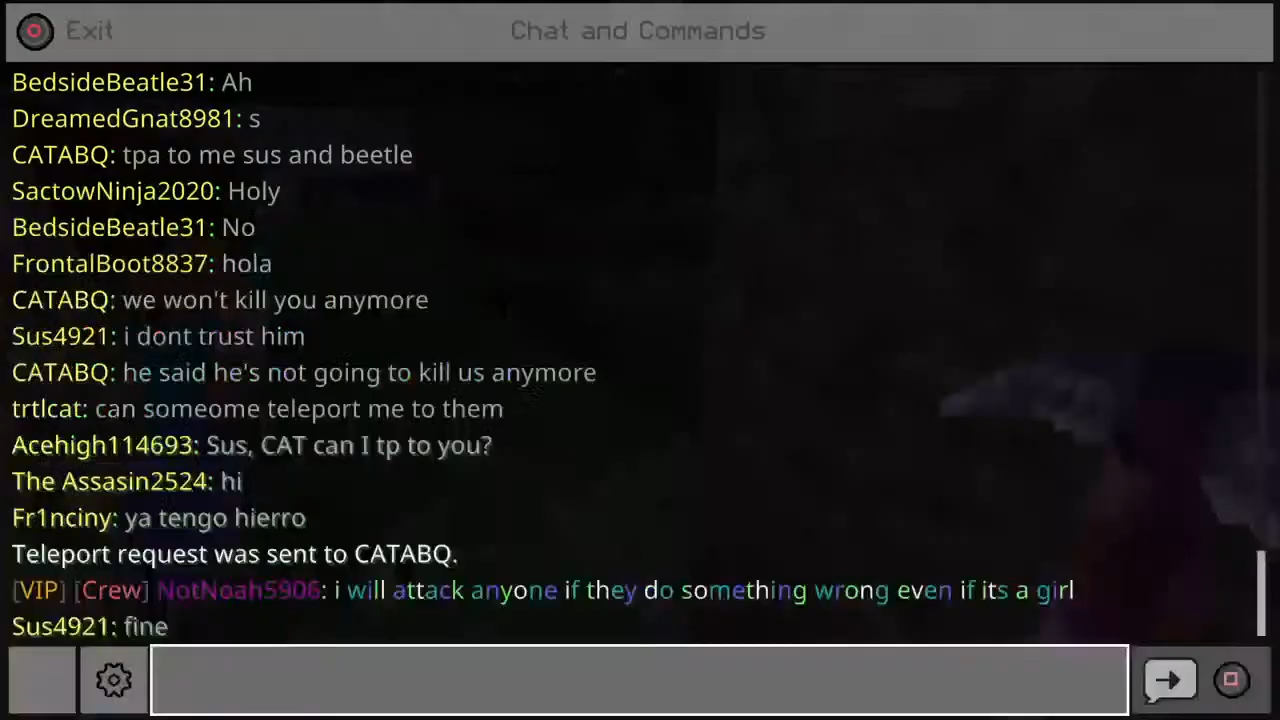 Exit
Chat and Commands
BedsideBeatle31: Ah
DreamedGnat8981: s
CATABQ: tpa to me sus and beetle
SactowNinja2020: Holy
BedsideBeatle31: No
FrontalBoot8837: hola
CATABQ: we won't kill you anymore
Sus4921: i dont trust him
CATABQ: he said he's not going to kill us anymore
trtlcat: can someome teleport me to them
Acehigh114693: Sus, CAT can I tp to you?
The Assasin2524: hi
Fr1nciny: ya tengo hierro
Teleport request was sent to CATABQ.
[VIP] [Crew] NotNoah5906: i will attack anyone if they do something wrong even if its a girl
Sus4921: fine